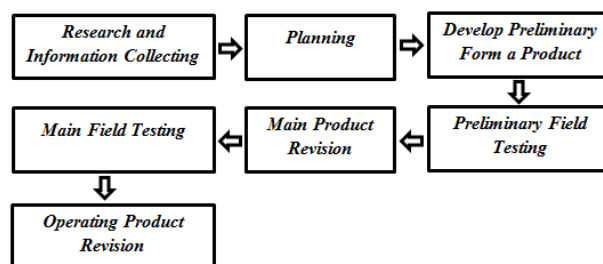 Research and
Information Collecting
Planning
Develop Preliminary
Form a Product
Preliminary Field
Testing
Main Product
Revision
Main Field Testing
Operating Product
Revision